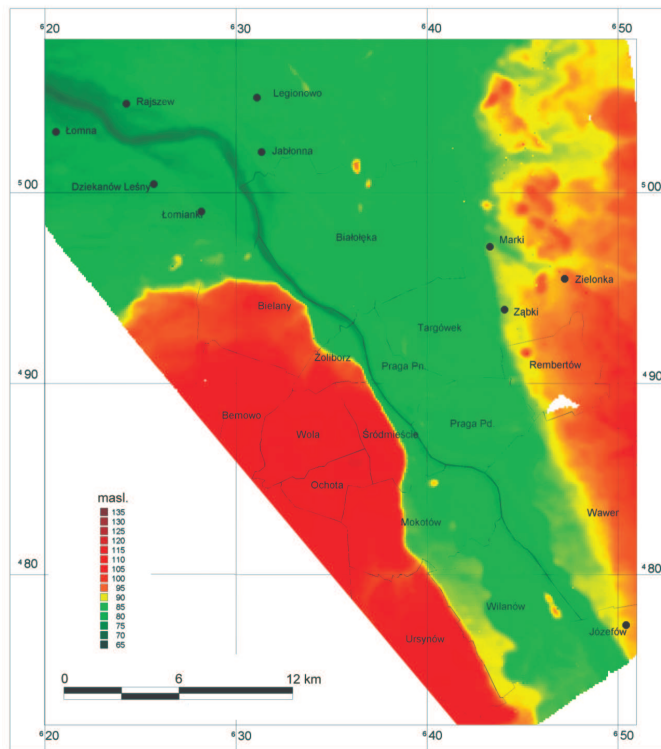 6 20 6 30 6 40 6 50
Legionowo
Rajszew
Łomna
Jabłonna
Dziekanów Leśny
5 00 5 00
Łomianki
Białołęka
Marki
Zielonka
Bielany
Ząbki
Targówek
Żoliborz
Praga Pn.
Rembertów
4 90 4 90
Bemowo
Praga Pd.
Wola
Śródmieście
Ochota
masl.
135
130
125
120
115
110
105
100
95
90
85
80
75
70
65
Wawer
Mokotów
4 80 4 80
Wilanów
Józefów
Ursynów
0 6 12 km
6 20 6 30 6 40 6 50